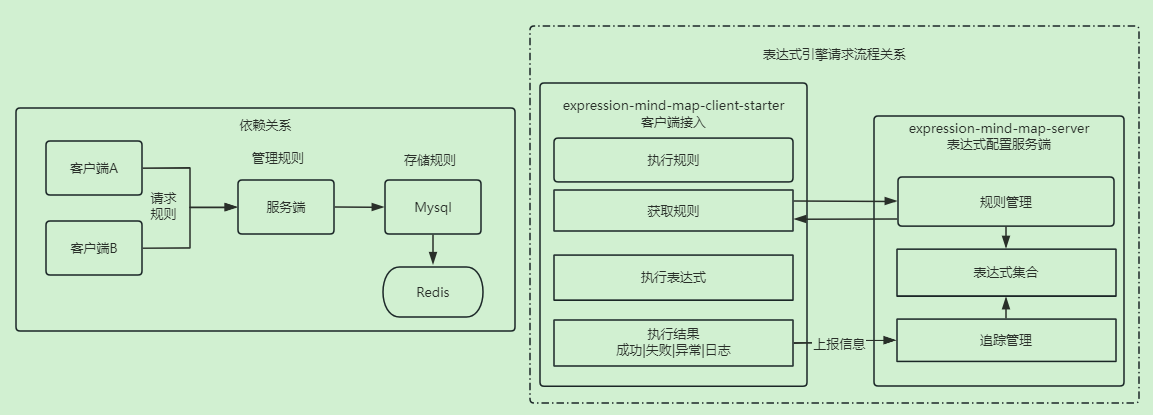 依赖关系
客户端A
客户端B
请求
规则
管理规则
服务端
存储规则
Mysql
Redis
表达式引擎请求流程关系
expression-mind-map-client-starter
客户端接入
执行规则
获取规则
执行表达式
执行结果
成功|失败|异常|日志
上报信息
expression-mind-map-server
表达式配置服务端
规则管理
表达式集合
追踪管理